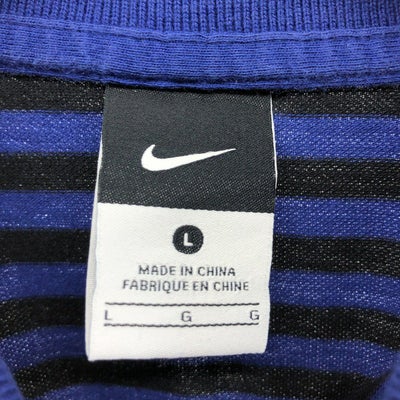 L
MADE IN CHINA
FABRIQUE EN CHINE
L G G